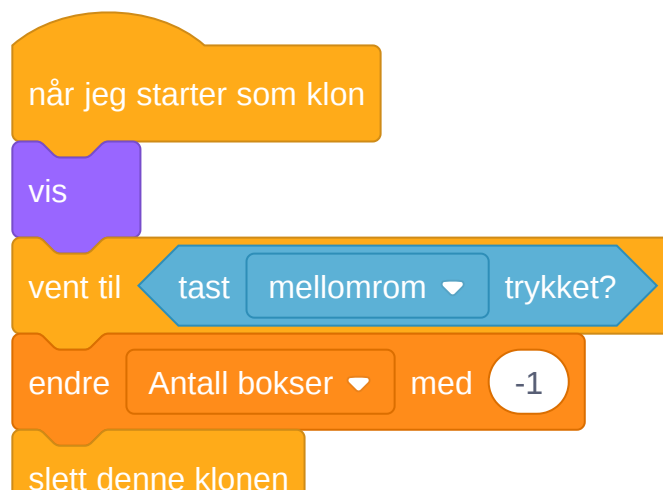 når jeg starter som klon
vis
vent til tast mellomrom trykket?
endre Antall bokser med -1
slett denne klonen